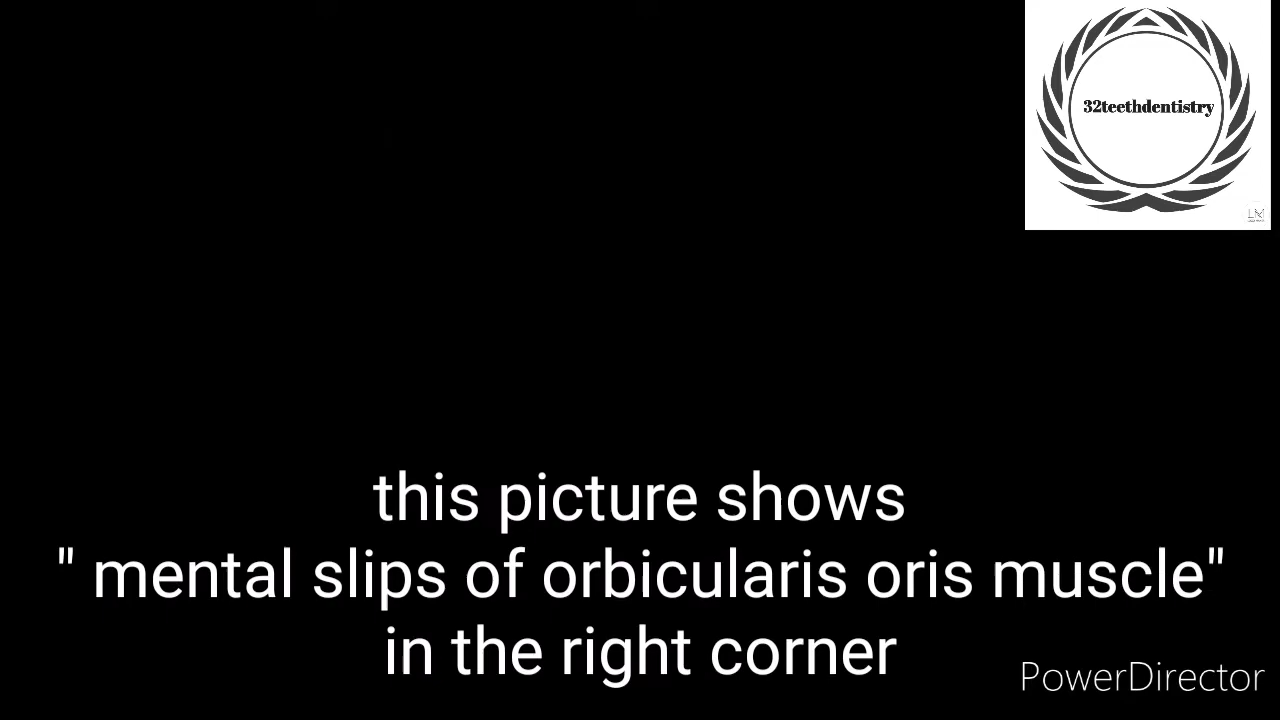 32teethdentistry
this picture shows
" mental slips of orbicularis oris muscle"
in the right corner
PowerDirector